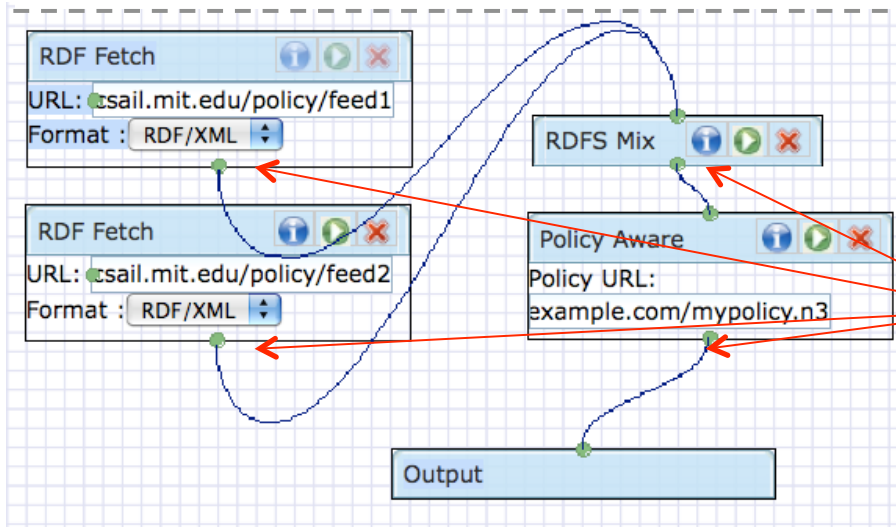 RDF Fetch
URL: csail.mit.edu/policy/feed1
Format : RDF/XML
RDF Fetch
URL: csail.mit.edu/policy/feed2
Format : RDF/XML
RDFS Mix
Policy Aware
Policy URL:
example.com/mypolicy.n3
Output